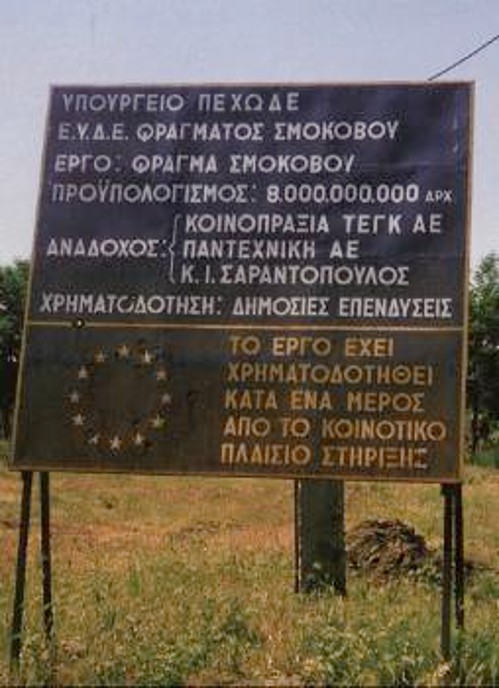 ΥΠΟΥΡΓΕΙΟ ΠΕΧΩΔΕ
Ε.Υ.Δ.Ε. ΦΡΑΓΜΑΤΟΣ ΣΜΟΚΟΒΟΥ
ΕΡΓΟ: ΦΡΑΓΜΑ ΣΜΟΚΟΒΟΥ
ΠΡΟΫΠΟΛΟΓΙΣΜΟΣ: 8.000.000.000 ΔΡΧ
ΑΝΑΔΟΧΟΣ: ΚΟΙΝΟΠΡΑΞΙΑ ΤΕΓΚ ΑΕ
ΠΑΝΤΕΧΝΙΚΗ ΑΕ
Κ.Ι.ΣΑΡΑΝΤΟΠΟΥΛΟΣ
ΧΡΗΜΑΤΟΔΟΤΗΣΗ: ΔΗΜΟΣΙΕΣ ΕΠΕΝΔΥΣΕΙΣ
ΤΟ ΕΡΓΟ ΕΧΕΙ
ΧΡΗΜΑΤΟΔΟΤΗΘΕΙ
ΚΑΤΑ ΕΝΑ ΜΕΡΟΣ
ΑΠΟ ΤΟ ΚΟΙΝΟΤΙΚΟ
ΠΛΑΙΣΙΟ ΣΤΗΡΙΞΗΣ